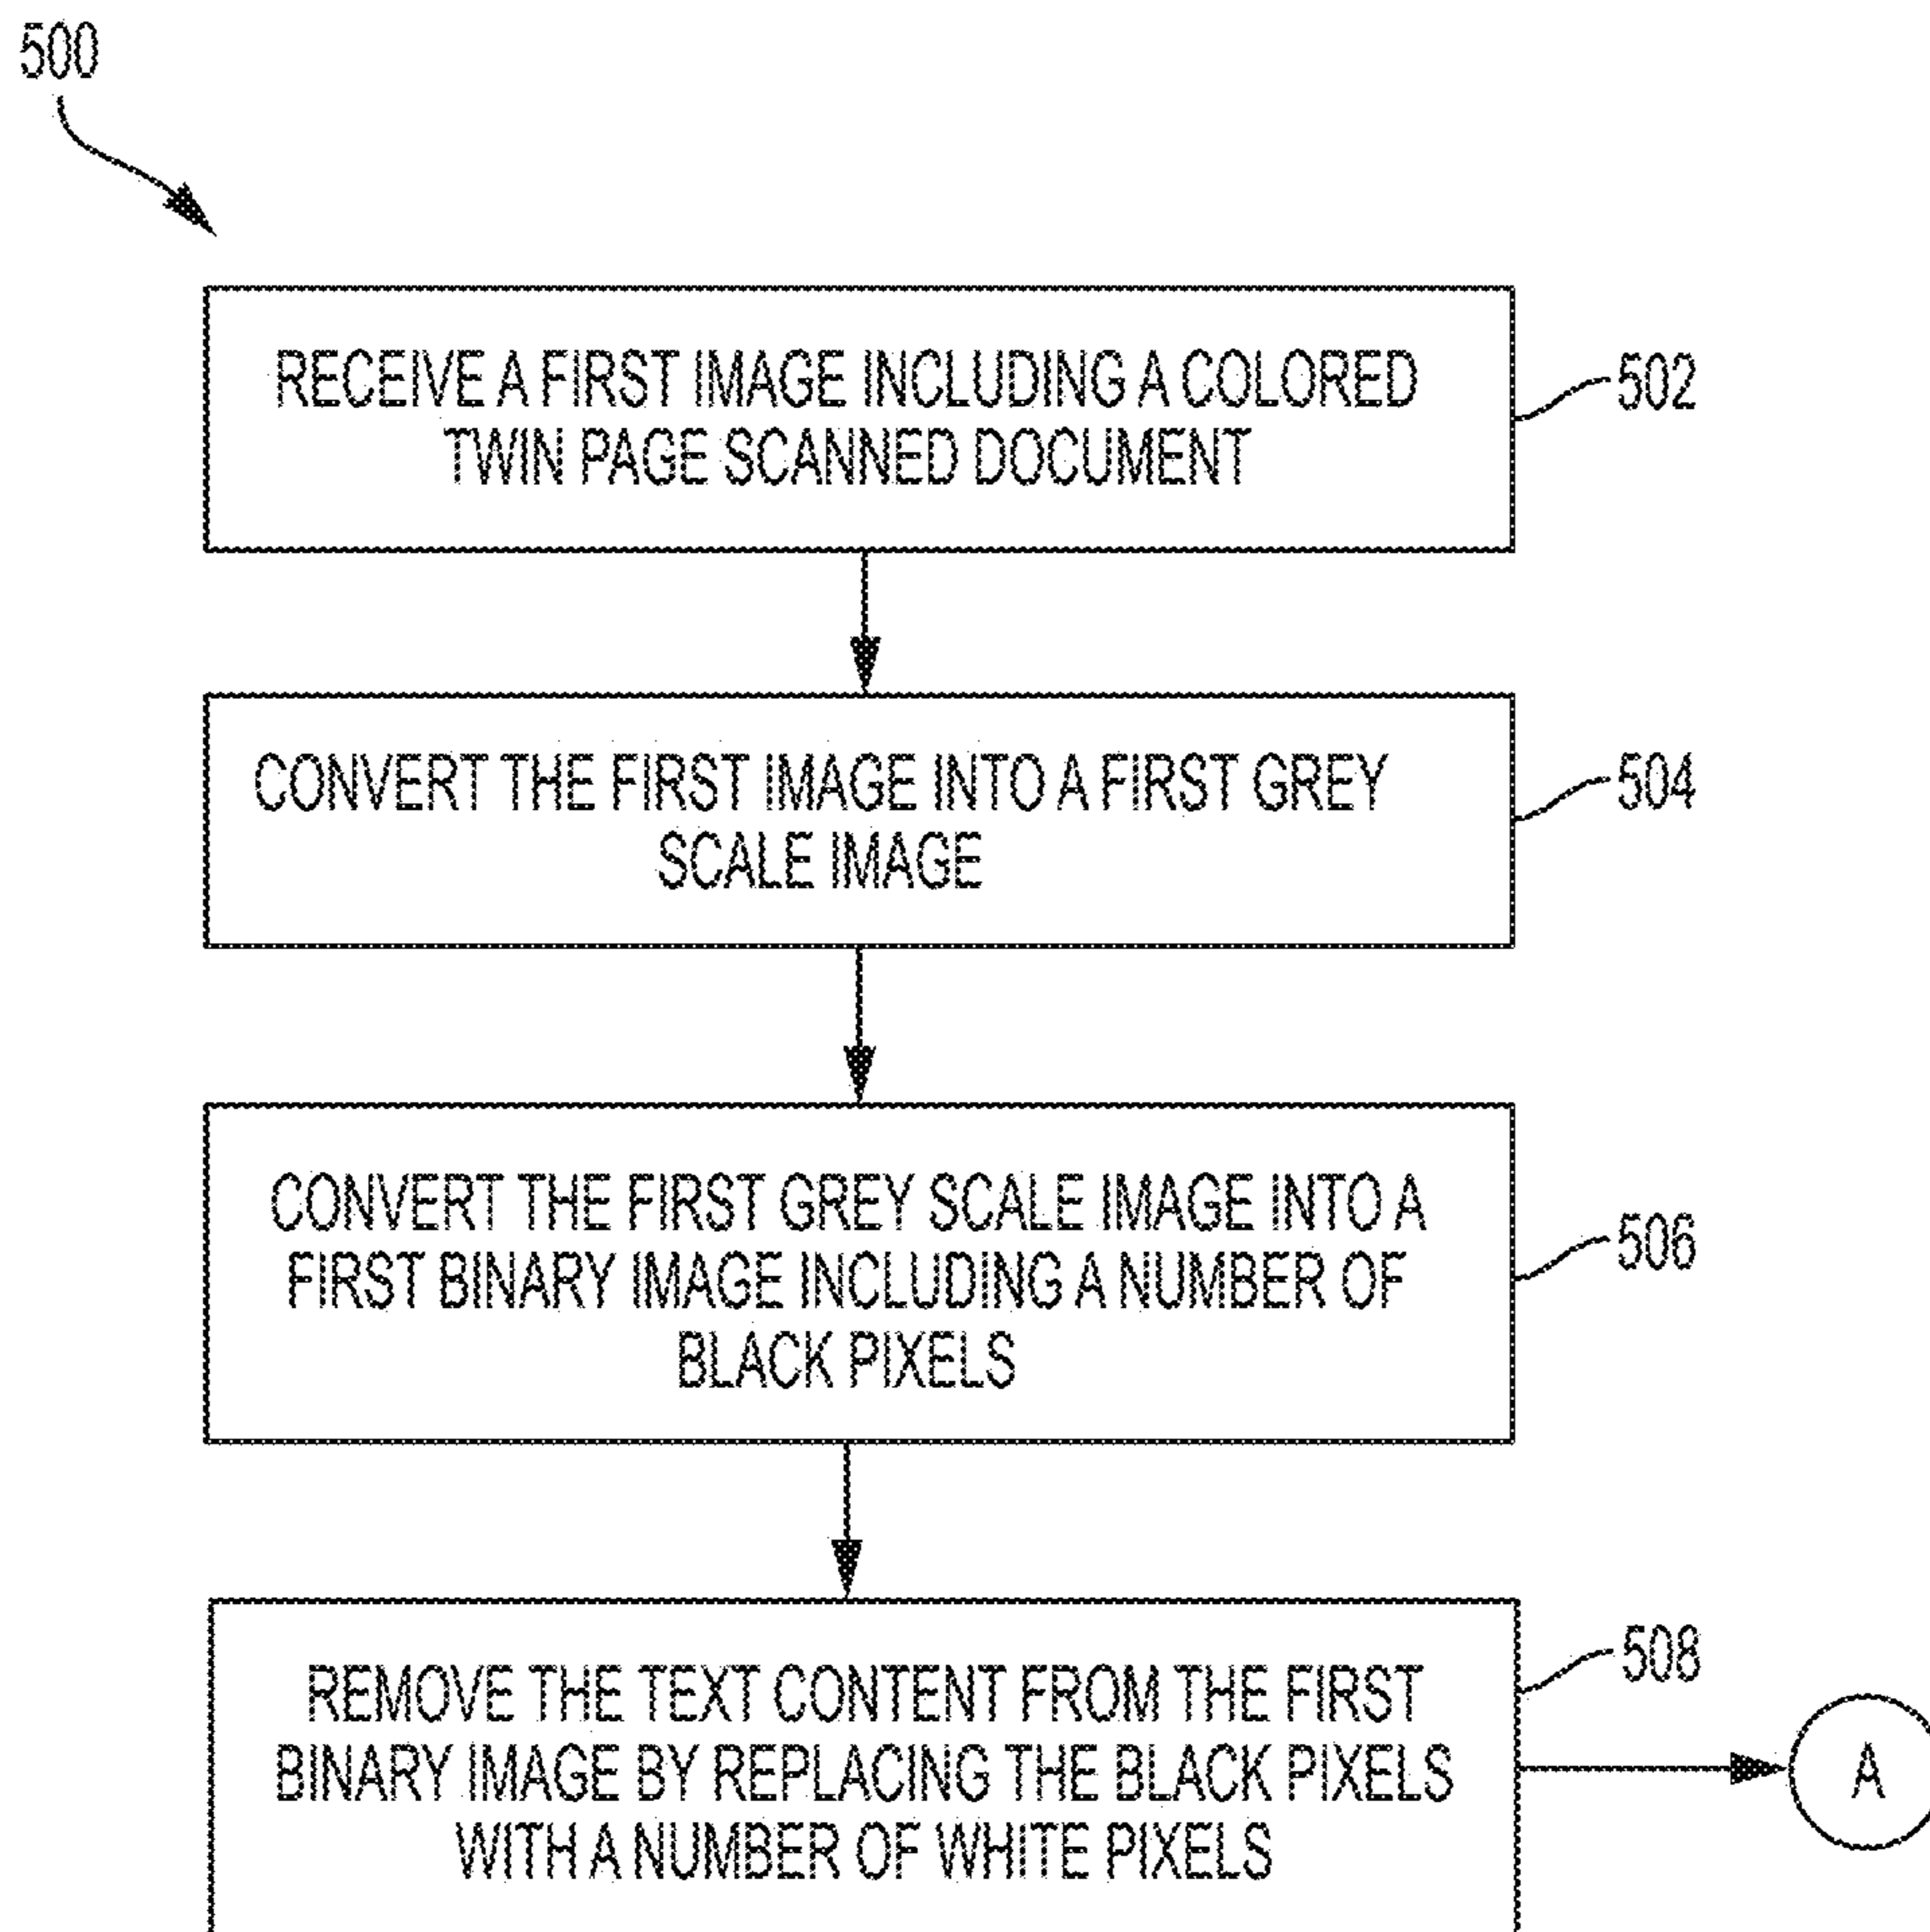 500
RECEIVE A FIRST IMAGE INCLUDING A COLORED
TWIN PAGE SCANNED DOCUMENT
502
CONVERT THE FIRST IMAGE INTO A FIRST GREY
SCALE IMAGE
504
CONVERT THE FIRST GREY SCALE IMAGE INTO A
FIRST BINARY IMAGE INCLUDING A NUMBER OF
BLACK PIXELS
506
REMOVE THE TEXT CONTENT FROM THE FIRST
BINARY IMAGE BY REPLACING THE BLACK PIXELS
WITH A NUMBER OF WHITE PIXELS
508
A